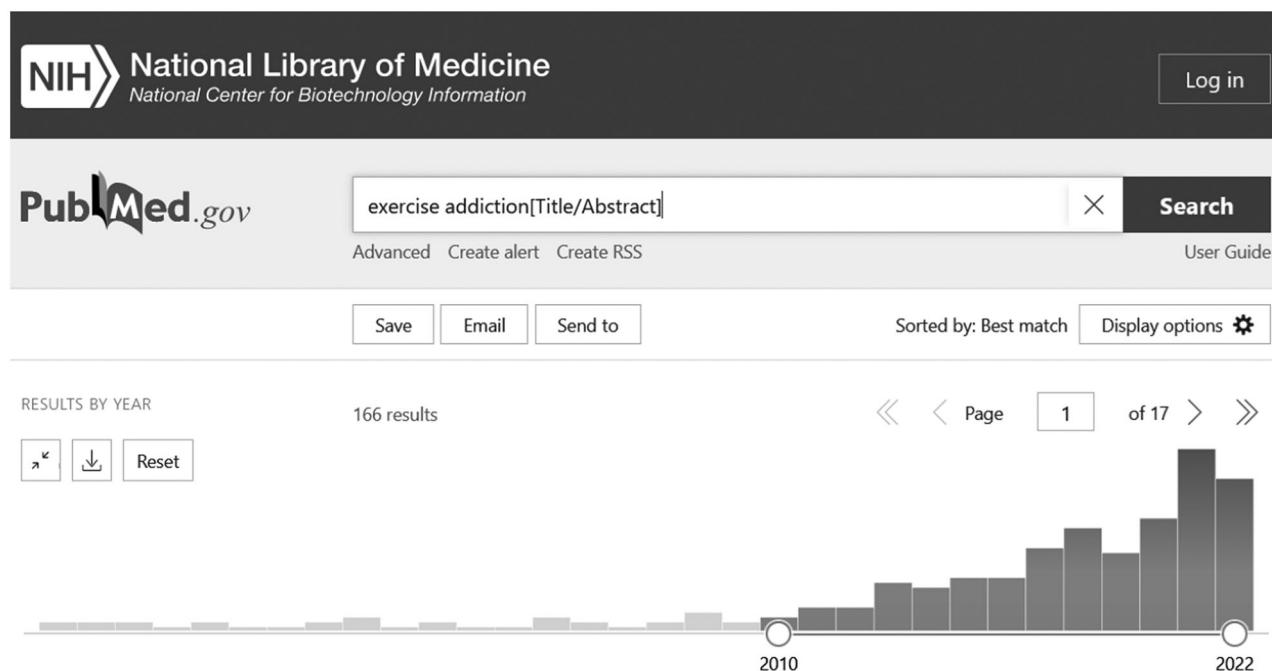 NIH National Library of Medicine
National Center for Biotechnology Information
Log in
PubMed.gov
exercise addiction[Title/Abstract]
Search
Advanced Create alert Create RSS
User Guide
Save Email Send to
Sorted by: Best match Display options
RESULTS BY YEAR
166 results
Page 1 of 17
Reset
2010 2022